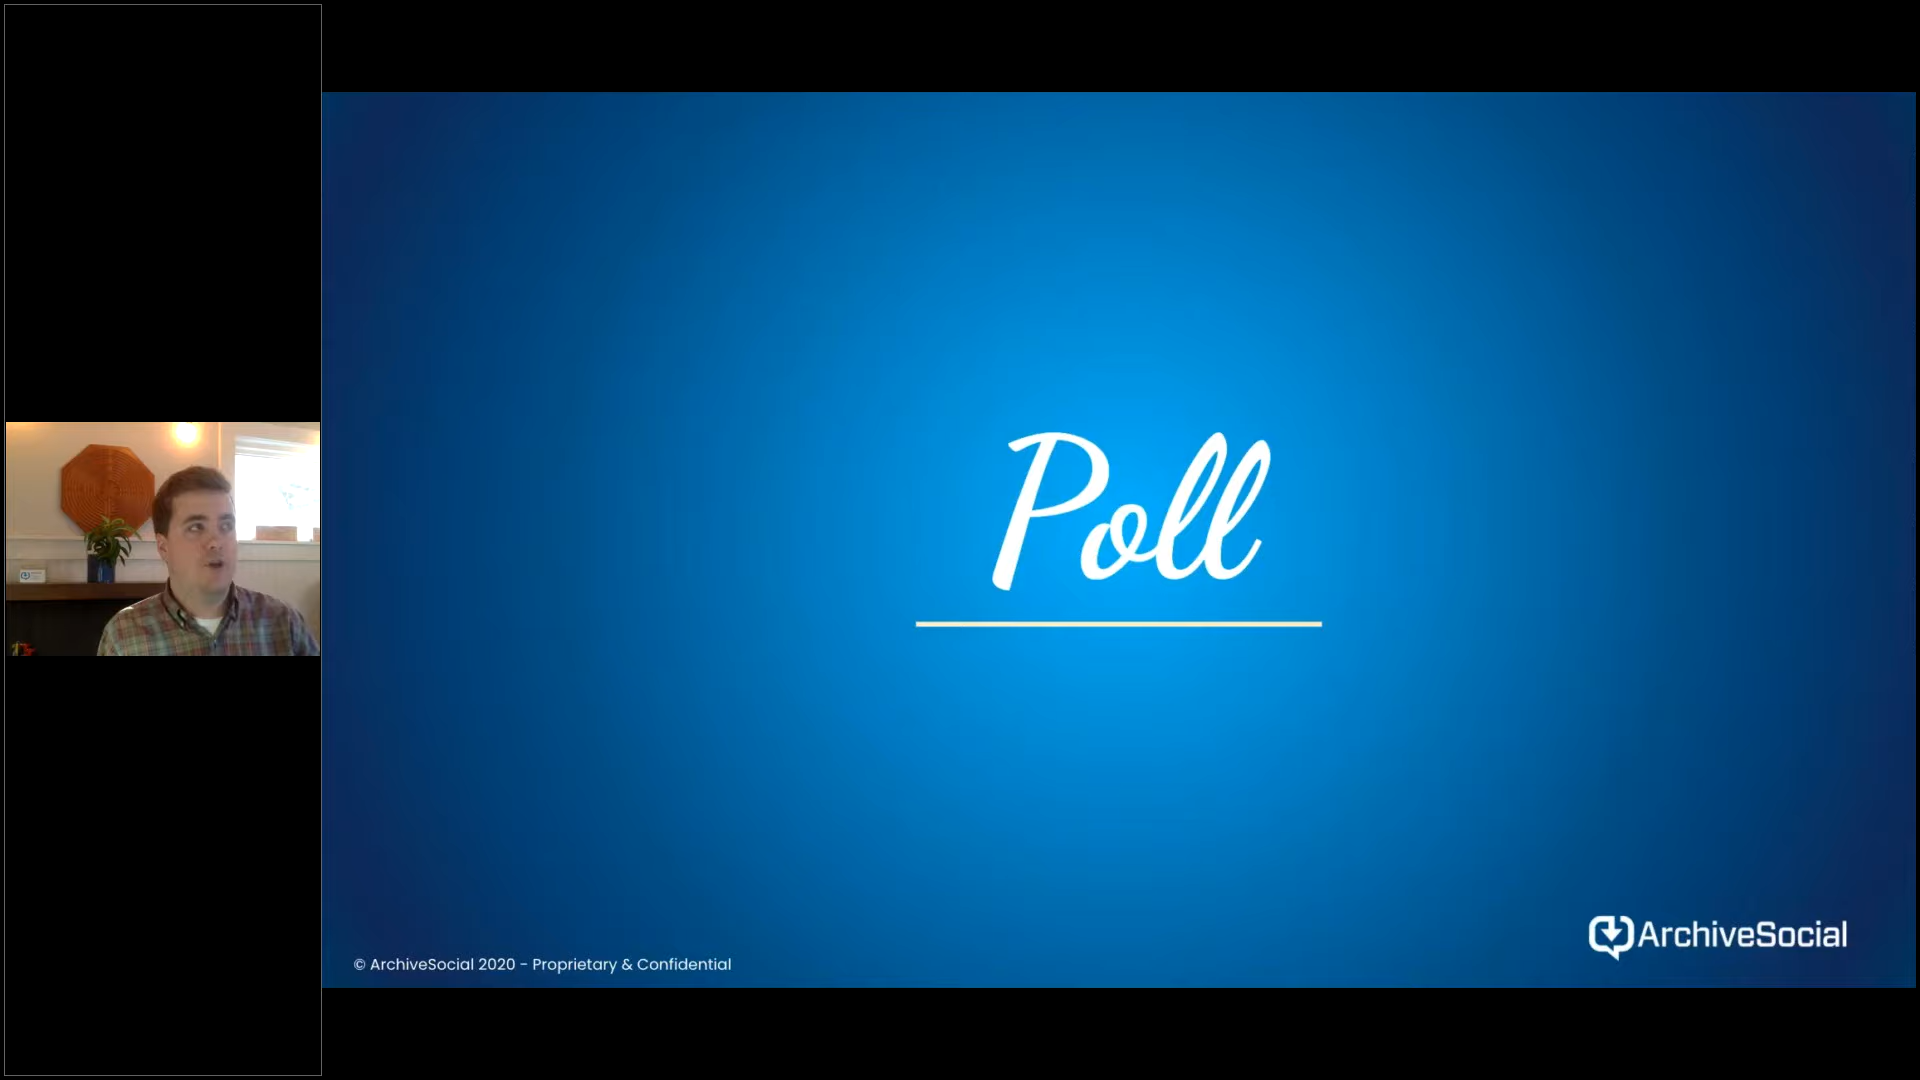 Poll
ArchiveSocial
© ArchiveSocial 2020 - Proprietary & Confidential